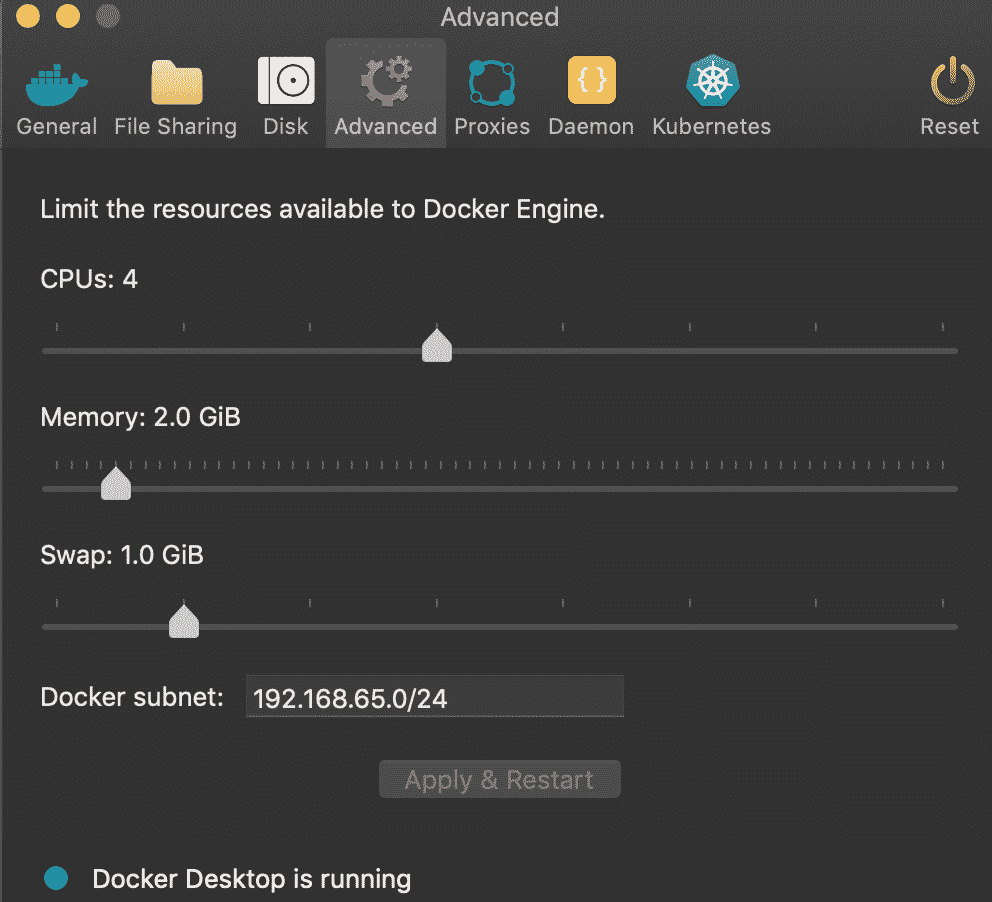 Advanced
General File Sharing Disk Advanced Proxies Daemon Kubernetes Reset
Limit the resources available to Docker Engine.
CPUs: 4
Memory: 2.0 GiB
Swap: 1.0 GiB
Docker subnet: 192.168.65.0/24
Apply & Restart
Docker Desktop is running